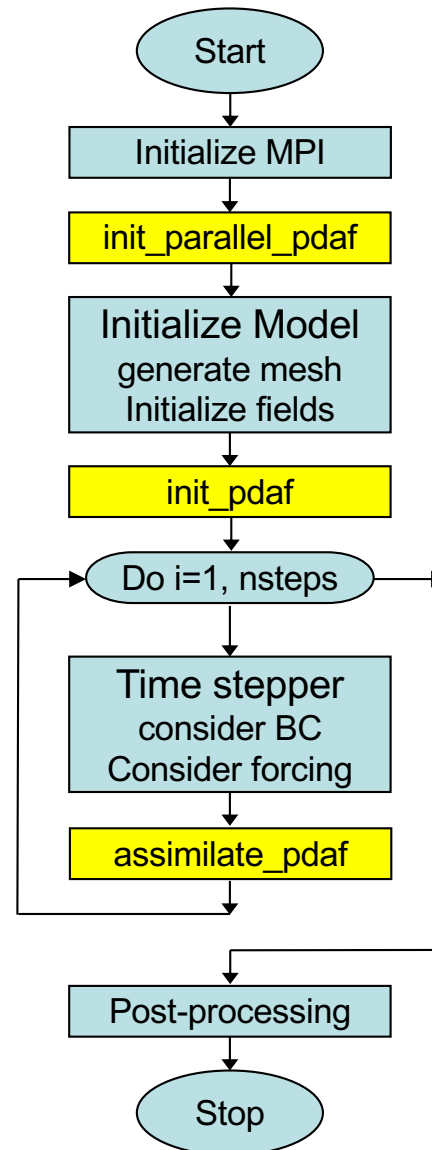 Start
Initialize MPI
init_parallel_pdaf
Initialize Model
generate mesh
Initialize fields
init_pdaf
Do i=1, nsteps
Time stepper
consider BC
Consider forcing
assimilate_pdaf
Post-processing
Stop